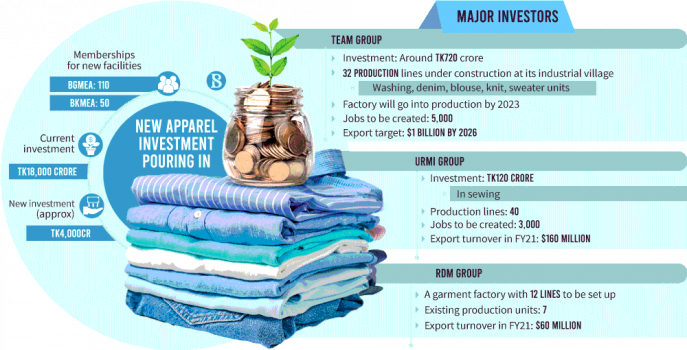 Memberships
for new facilities
BGMEA: 110
BKMEA: 50
Current
investment
TK18,000 CRORE
New investment
(approx)
TK4,000CR
NEW APPAREL
INVESTMENT
POURING IN
MAJOR INVESTORS
TEAM GROUP
Investment: Around TK720 crore
32 PRODUCTION lines under construction at its industrial village
Washing, denim, blouse, knit, sweater units
Factory will go into production by 2023
Jobs to be created: 5,000
Export target: $1 BILLION BY 2026
URMI GROUP
Investment: TK120 CRORE
In sewing
Production lines: 40
Jobs to be created: 3,000
Export turnover in FY21: $160 MILLION
RDM GROUP
A garment factory with 12 LINES to be set up
Existing production units: 7
Export turnover in FY21: $60 MILLION